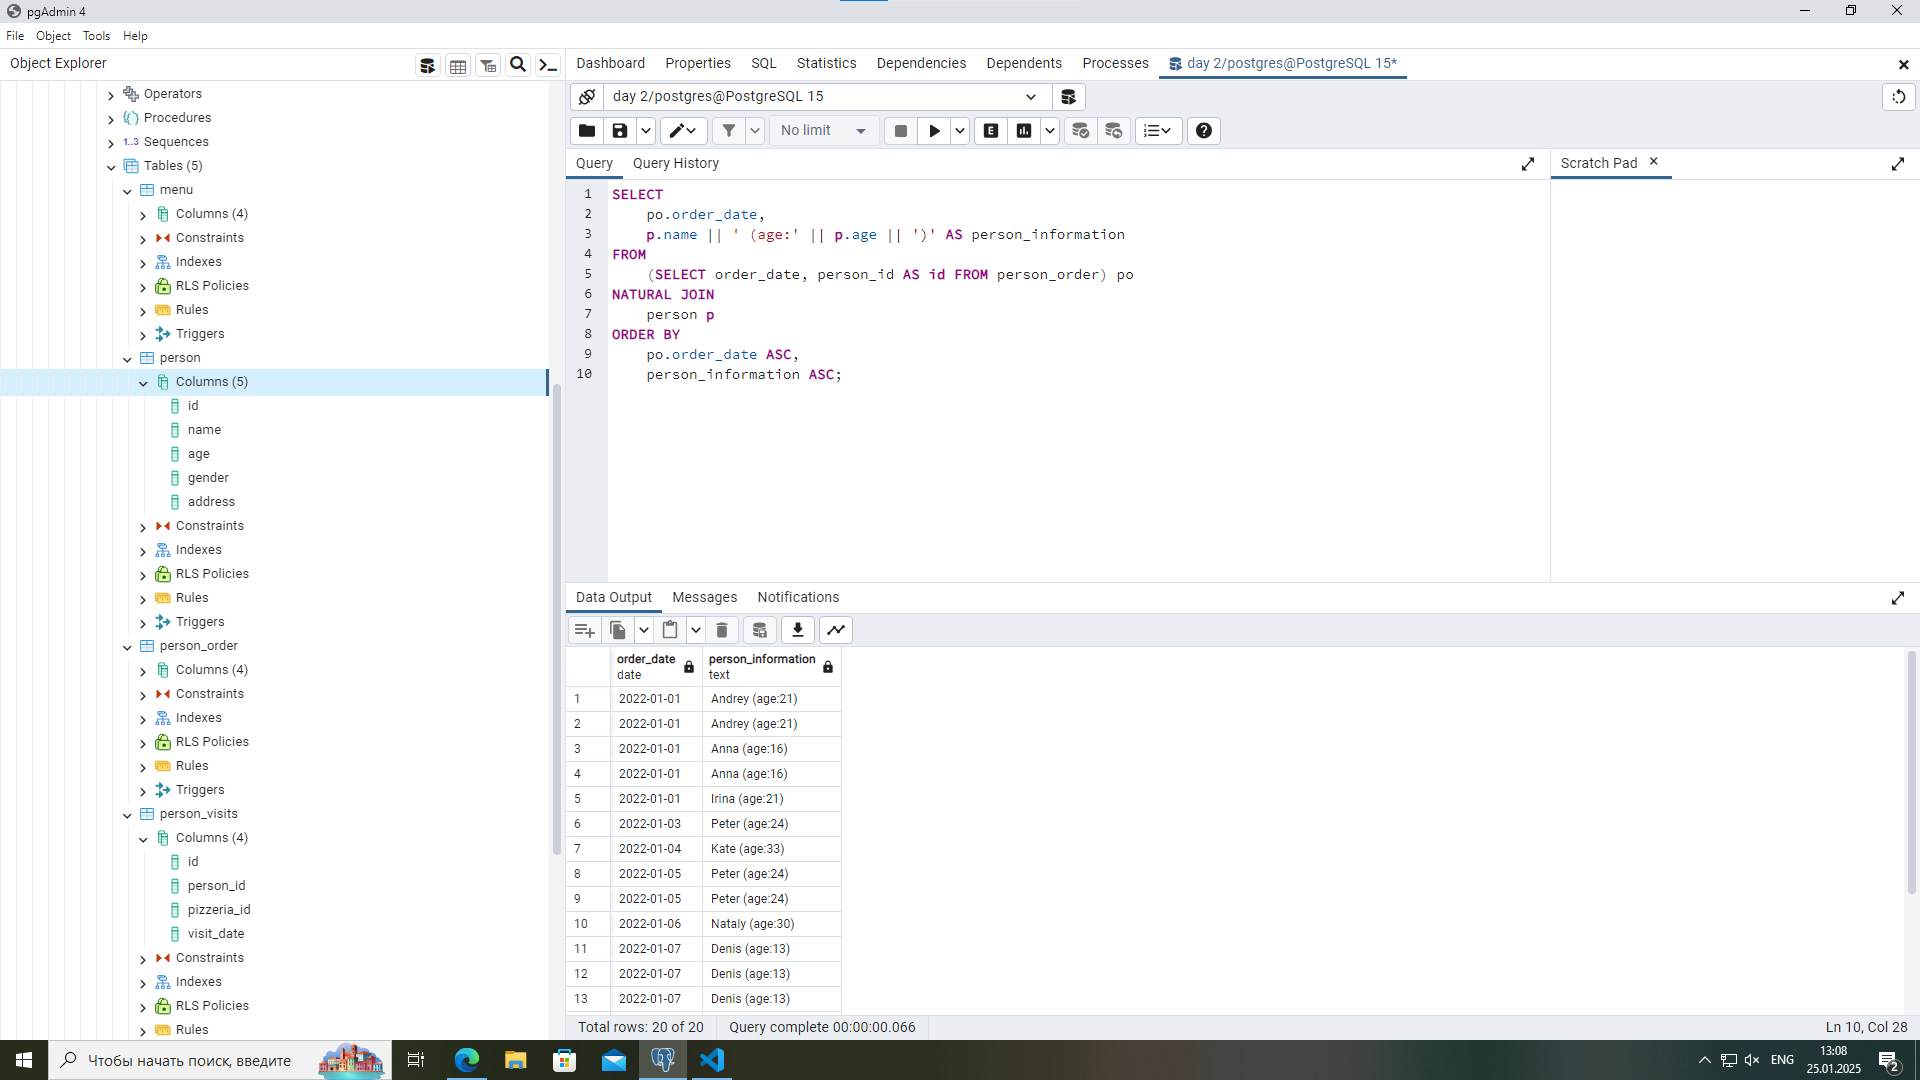 pgAdmin 4
File Object Tools Help
Object Explorer
Operators
Procedures
1..3 Sequences
Tables (5)
menu
Columns (4)
Constraints
Indexes
RLS Policies
Rules
Triggers
person
Columns (5)
id
name
age
gender
address
Constraints
Indexes
RLS Policies
Rules
Triggers
person_order
Columns (4)
Constraints
Indexes
RLS Policies
Rules
Triggers
person_visits
Columns (4)
id
person_id
pizzeria_id
visit_date
Constraints
Indexes
RLS Policies
Rules
Dashboard Properties SQL Statistics Dependencies Dependents Processes day 2/postgres@PostgreSQL 15*
day 2/postgres@PostgreSQL 15
No limit E
Query Query History
Scratch Pad
1 SELECT
2 po.order_date,
3 p.name || ' (age:' || p.age || ')' AS person_information
4 FROM
5 (SELECT order_date, person_id AS id FROM person_order) po
6 NATURAL JOIN
7 person p
8 ORDER BY
9 po.order_date ASC,
10 person_information ASC;
Data Output Messages Notifications
order_date person_information
date text
1 2022-01-01 Andrey (age:21)
2 2022-01-01 Andrey (age:21)
3 2022-01-01 Anna (age:16)
4 2022-01-01 Anna (age:16)
5 2022-01-01 Irina (age:21)
6 2022-01-03 Peter (age:24)
7 2022-01-04 Kate (age:33)
8 2022-01-05 Peter (age:24)
9 2022-01-05 Peter (age:24)
10 2022-01-06 Nataly (age:30)
11 2022-01-07 Denis (age:13)
12 2022-01-07 Denis (age:13)
13 2022-01-07 Denis (age:13)
Total rows: 20 of 20 Query complete 00:00:00.066 Ln 10, Col 28
Чтобы начать поиск, введите
ENG
13:08
25.01.2025
2